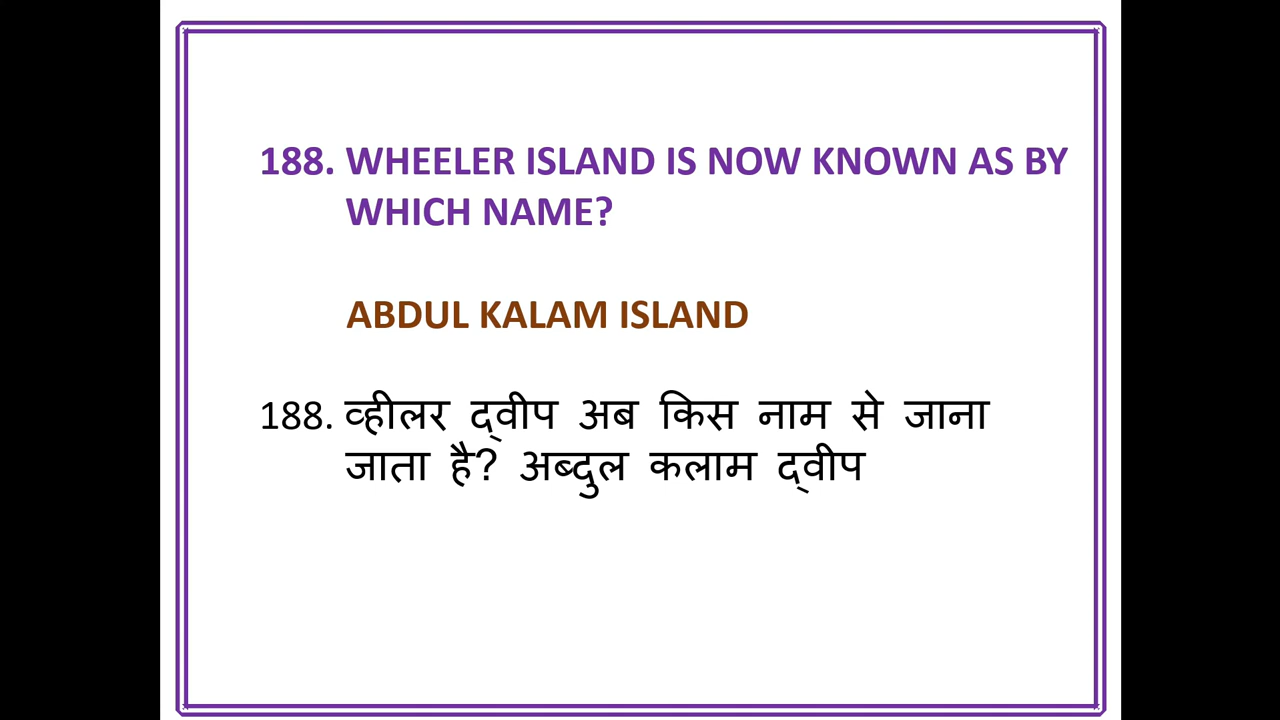 188. WHEELER ISLAND IS NOW KNOWN AS BY
WHICH NAME?
ABDUL KALAM ISLAND
188. व्हीलर द्वीप अब किस नाम से जाना
जाता है? अब्दुल कलाम द्वीप